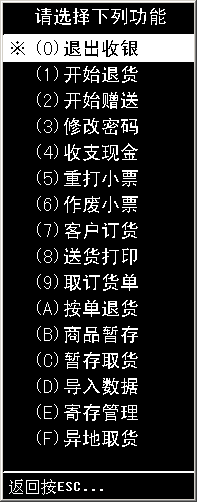 请选择下列功能
※ (0)退出收银
(1)开始退货
(2)开始赠送
(3)修改密码
(4)收支现金
(5)重打小票
(6)作废小票
(7)客户订货
(8)送货打印
(9)取订货单
(A)按单退货
(B)商品暂存
(C)暂存取货
(D)导入数据
(E)寄存管理
(F)异地取货
返回按ESC...